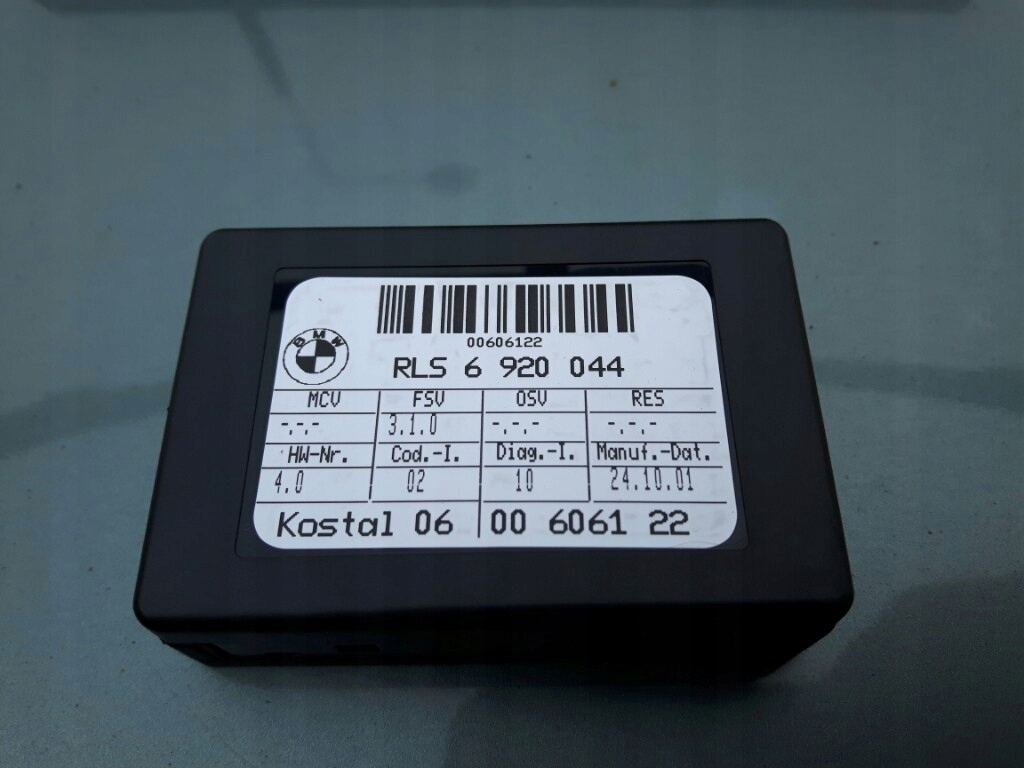 00606122
BMW
RLS 6 920 044
MCV FSV OSV RES
-.-.- 3.1.0 -.-.- -.-.-
HW-Nr. Cod.-I. Diag.-I. Manuf.-Dat.
4.0 02 10 24.10.01
Kostal 06 00 6061 22